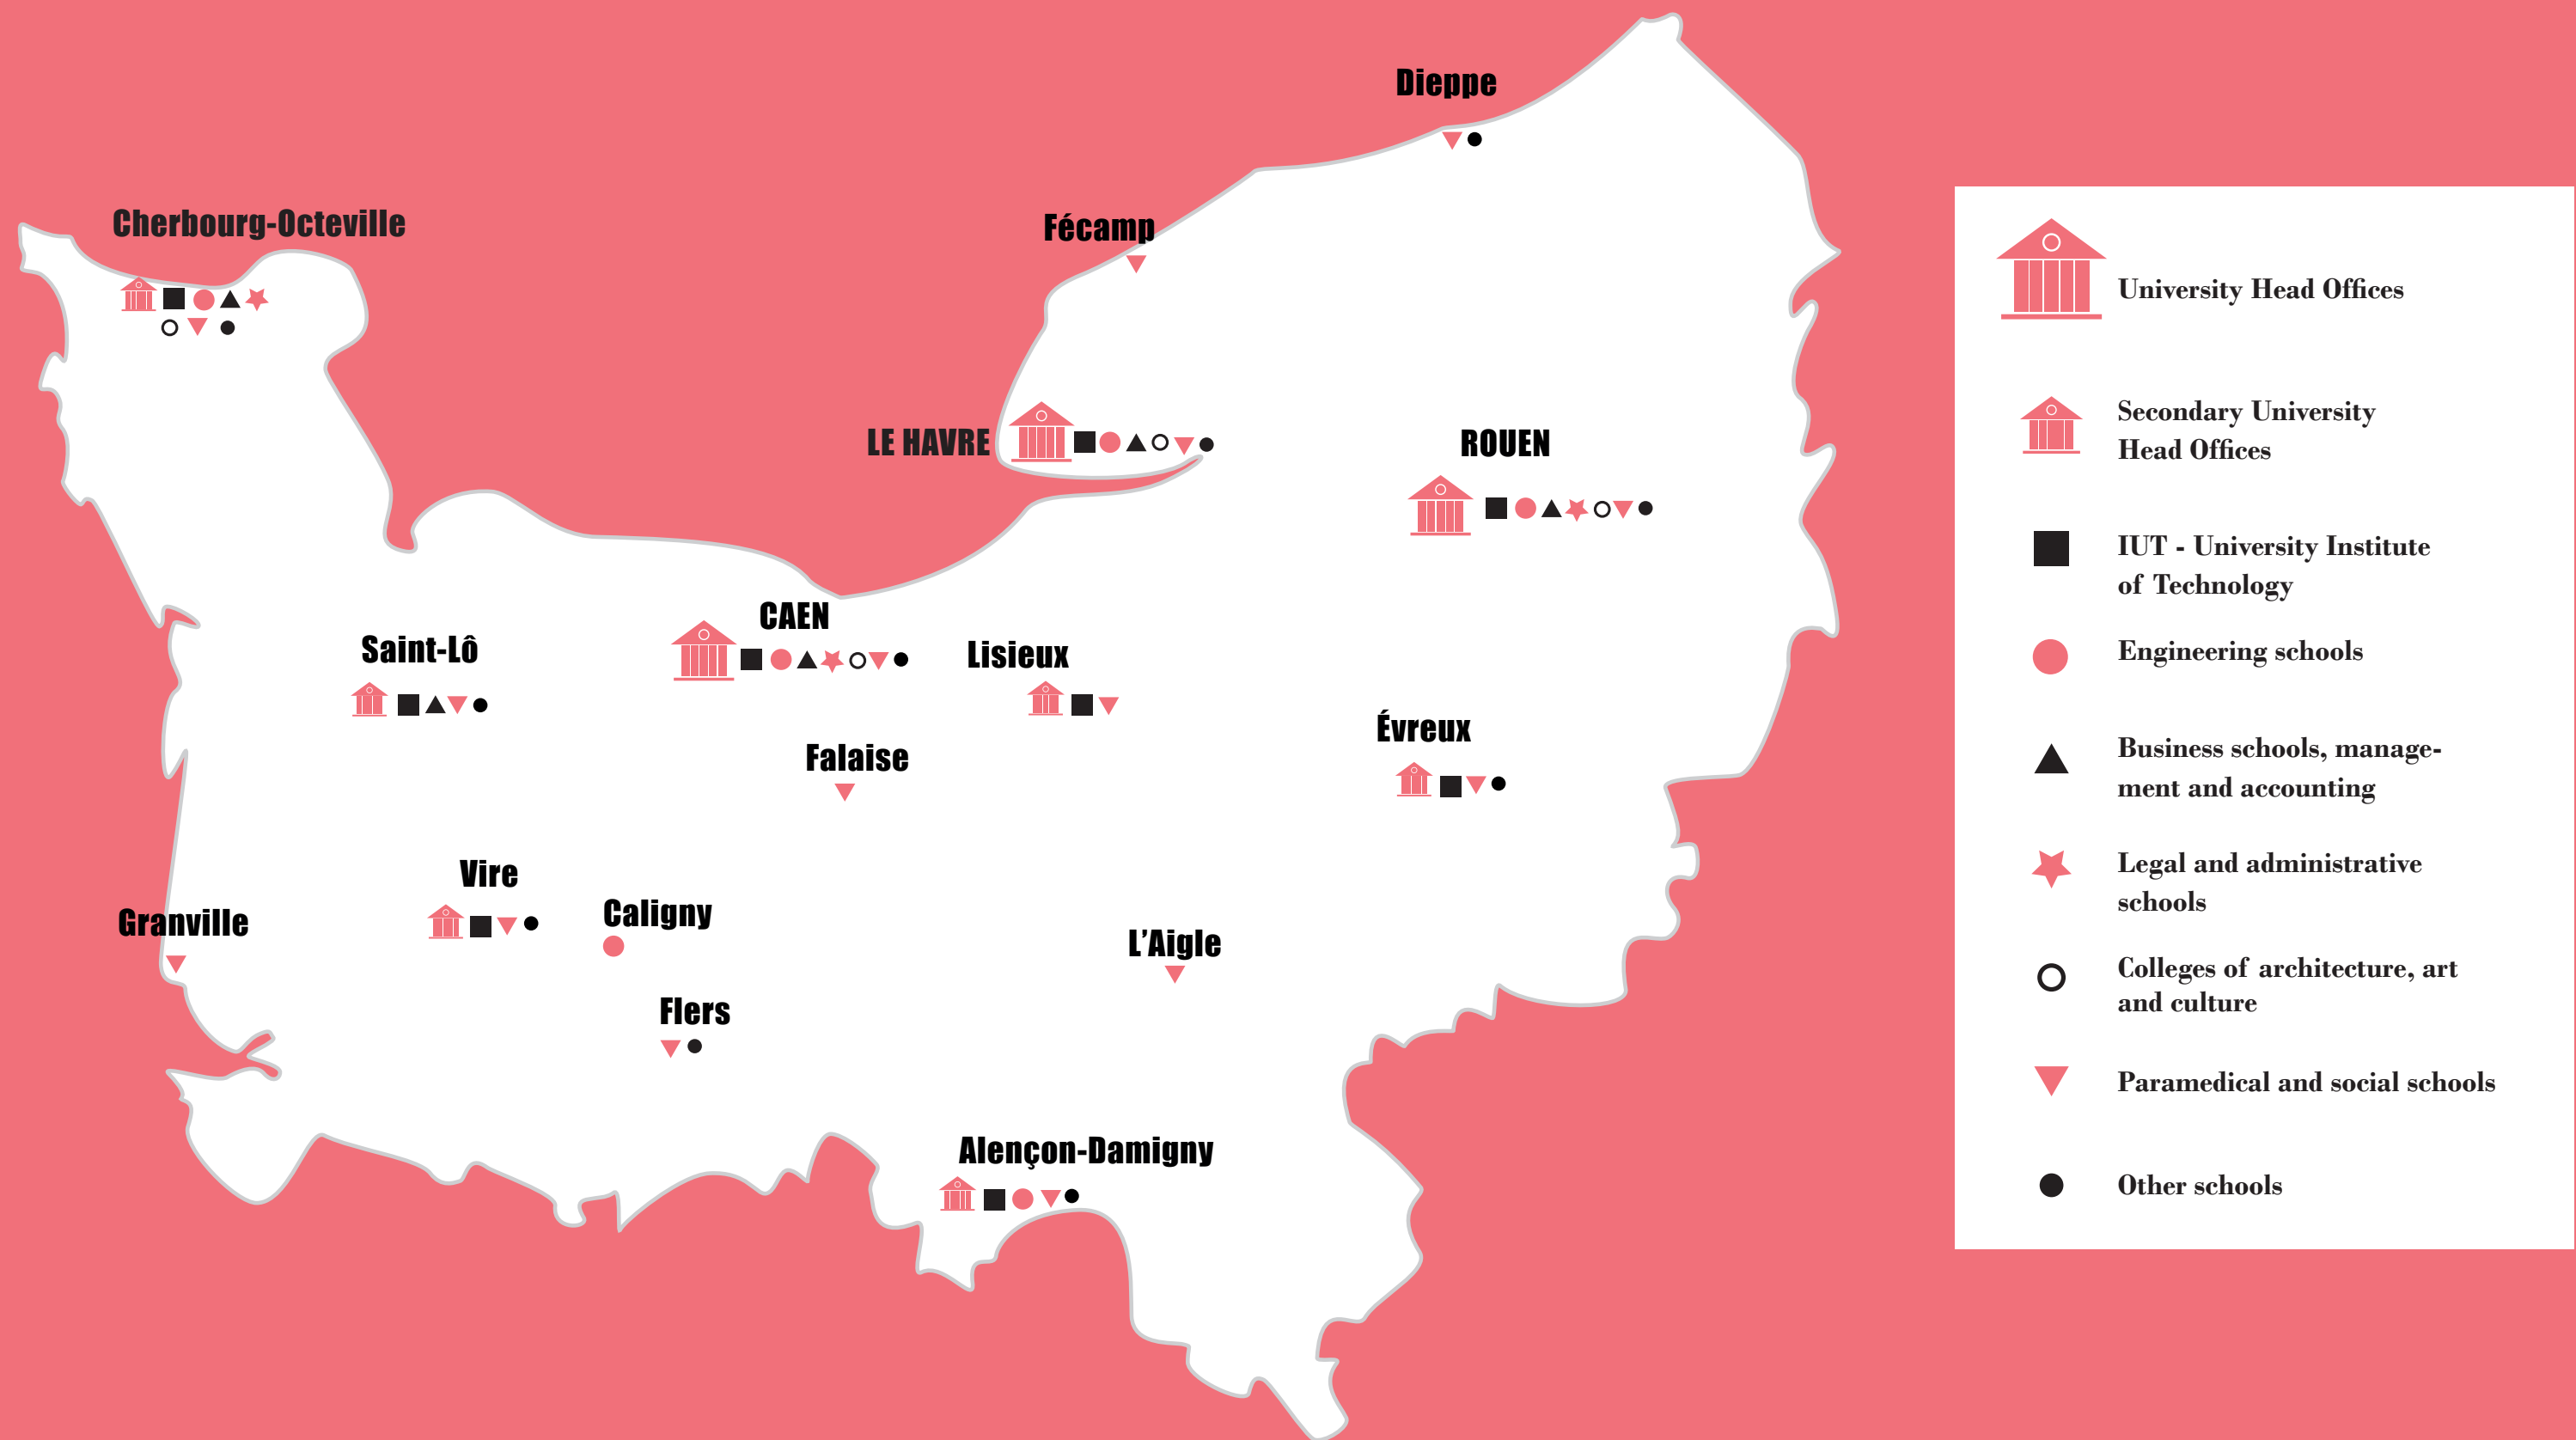 Dieppe
Fécamp
Cherbourg-Octeville
LE HAVRE
ROUEN
CAEN
Saint-Lô
Lisieux
Évreux
Falaise
Vire
Caligny
Granville
L’Aigle
Flers
Alençon-Damigny
University Head Offices
Secondary University
Head Offices
IUT - University Institute
of Technology
Engineering schools
Business schools, manage-
ment and accounting
Legal and administrative
schools
Colleges of architecture, art
and culture
Paramedical and social schools
Other schools